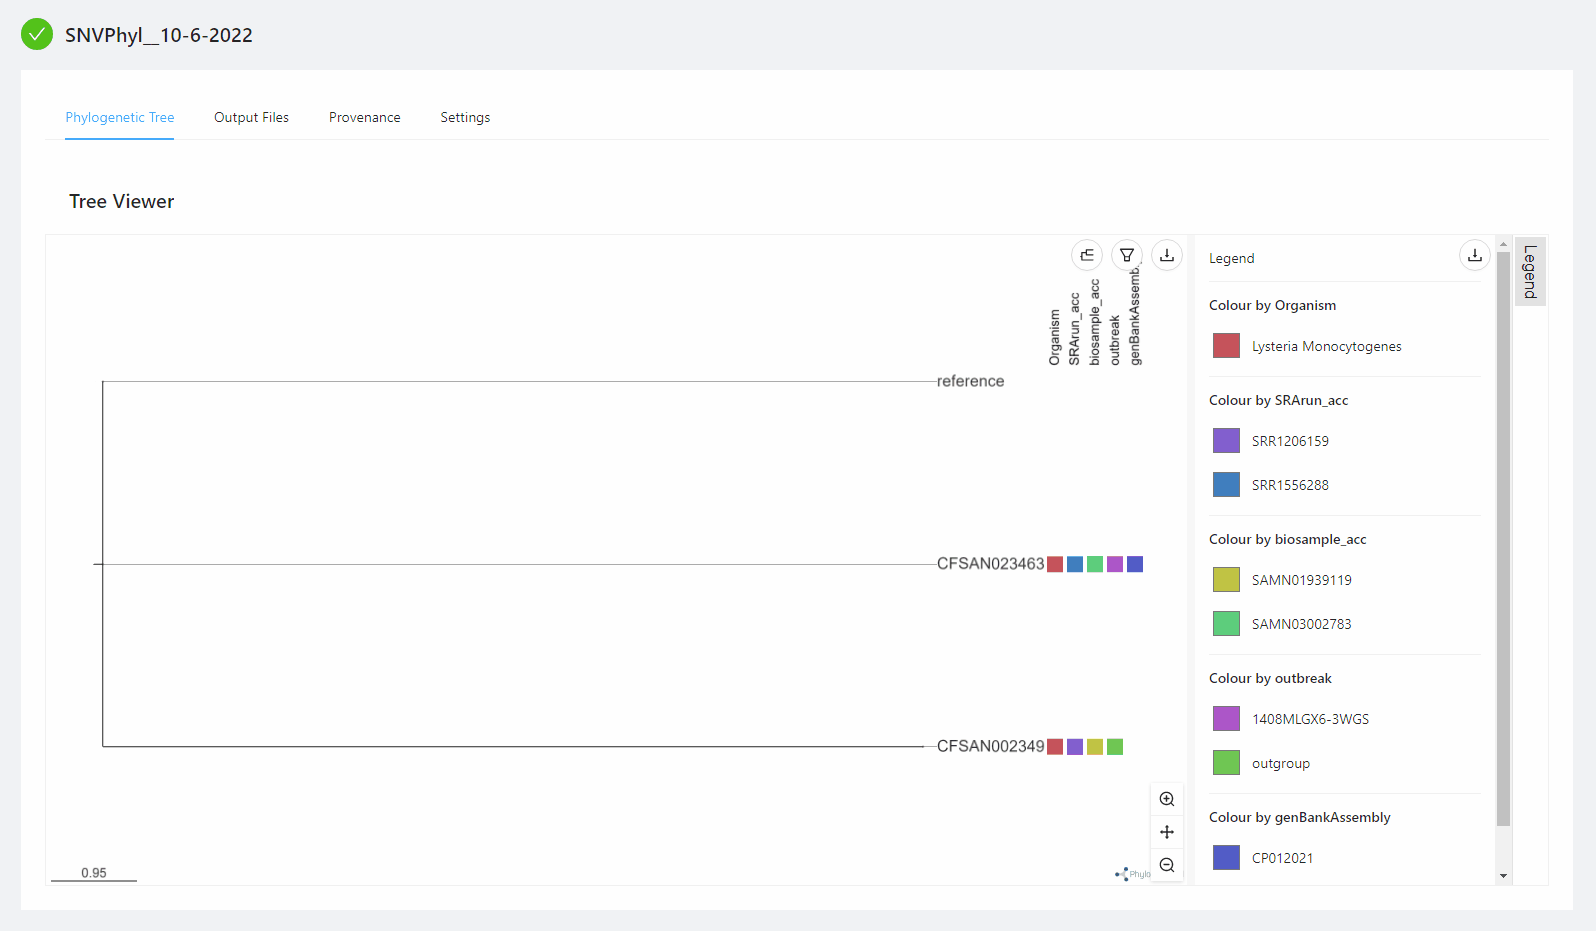 SNVPhyl__10-6-2022
Phylogenetic Tree
Output Files
Provenance
Settings
Tree Viewer
Organism
SRArun_acc
biosample_acc
outbreak
genBankAssemb
reference
CFSAN023463
CFSAN002349
0.95
Phylo
Legend
Colour by Organism
Lysteria Monocytogenes
Colour by SRArun_acc
SRR1206159
SRR1556288
Colour by biosample_acc
SAMN01939119
SAMN03002783
Colour by outbreak
1408MLGX6-3WGS
outgroup
Colour by genBankAssembly
CP012021
Legend